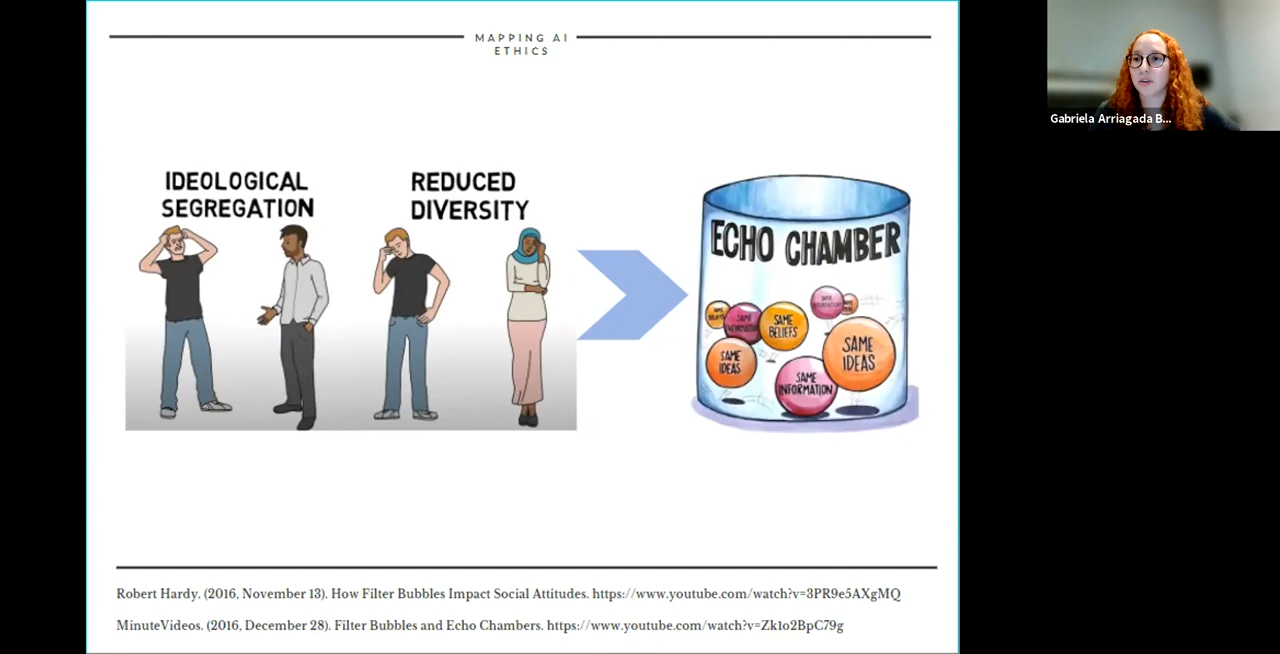 MAPPING AI
ETHICS
Gabriela Arriagada B...
IDEOLOGICAL
SEGREGATION
REDUCED
DIVERSITY
ECHO CHAMBER
SAME
BELIEFS
SAME
IDEAS
SAME
IDEAS
SAME
INFORMATION
Robert Hardy. (2016, November 13). How Filter Bubbles Impact Social Attitudes. https://www.youtube.com/watch?v=3PR9e5AXgMQ
MinuteVideos. (2016, December 28). Filter Bubbles and Echo Chambers. https://www.youtube.com/watch?v=Zk1o2BpC79g